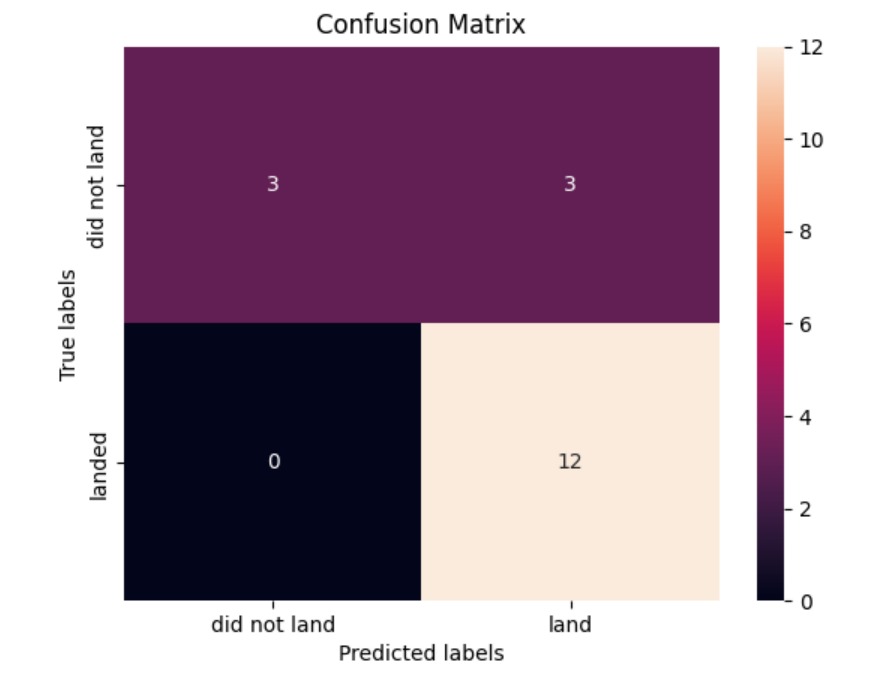 Confusion Matrix
True labels
did not land
landed
3
3
0
12
did not land
land
Predicted labels
12
10
8
6
4
2
0